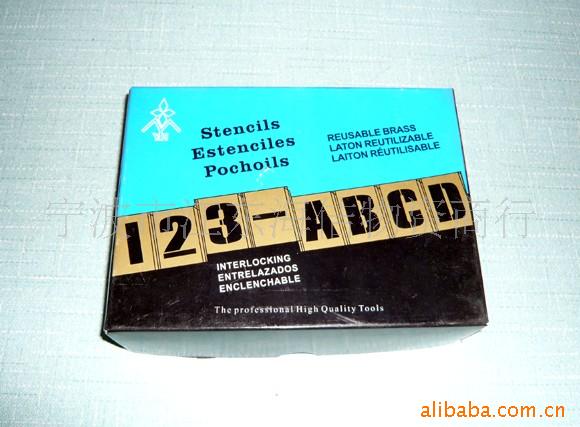 Stencils
Estenciles
Pochoils
REUSABLE BRASS
LATON REUTILIZABLE
LAITON RÉUTILISABLE
123-ABCD
INTERLOCKING
ENTRELAZADOS
ENCLENCHABLE
The professional High Quality Tools
alibaba.com.cn